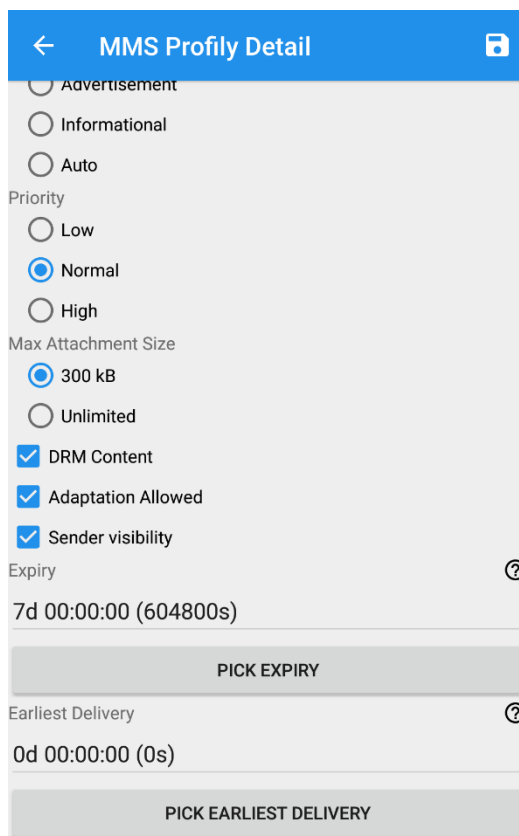 MMS Profily Detail
Advertisement
Informational
Auto
Priority
Low
Normal
High
Max Attachment Size
300 kB
Unlimited
DRM Content
Adaptation Allowed
Sender visibility
Expiry
7d 00:00:00 (604800s)
PICK EXPIRY
Earliest Delivery
0d 00:00:00 (0s)
PICK EARLIEST DELIVERY